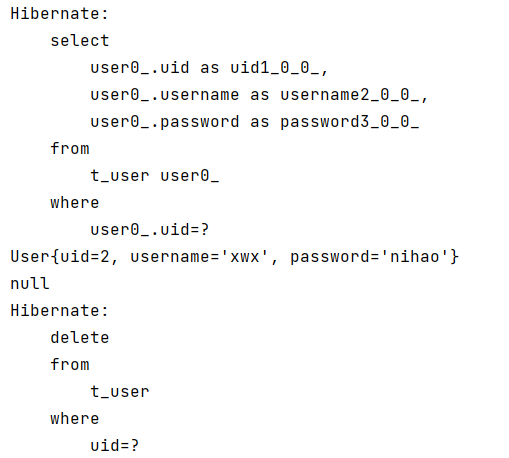 Hibernate:
    select
        user0_.uid as uid1_0_0_,
        user0_.username as username2_0_0_,
        user0_.password as password3_0_0_
    from
        t_user user0_
    where
        user0_.uid=?
User{uid=2, username='xwx', password='nihao'}
null
Hibernate:
    delete
    from
        t_user
    where
        uid=?